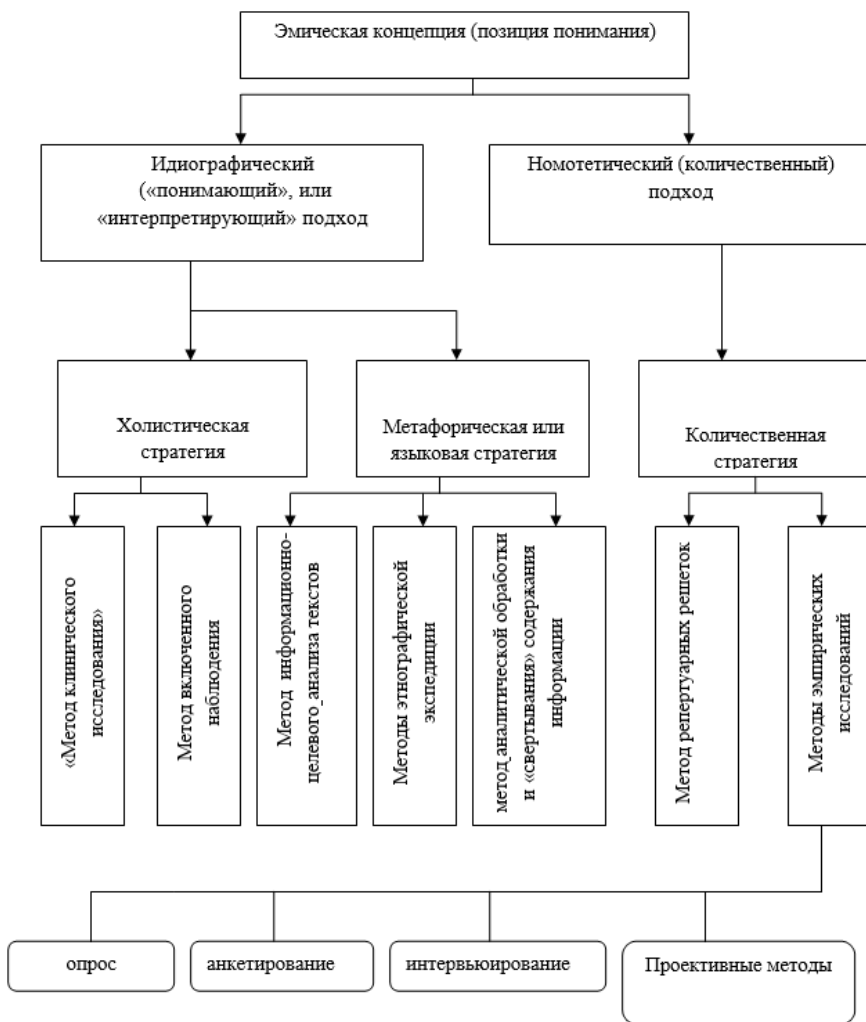 Эмическая концепция (позиция понимания)
Идиографический
(«понимающий», или
«интерпретирующий» подход
Номотетический (количественный)
подход
Холистическая
стратегия
Метафорическая или
языковая стратегия
Количественная
стратегия
«Метод клинического
исследования»
Метод включенного
наблюдения
Метод информационно-
целевого анализа текстов
Методы этнографической
экспедиции
метод аналитической обработки
и «свертывания» содержания
информации
Метод репертуарных решеток
Методы эмпирических
исследований
опрос
анкетирование
интервьюирование
Проективные методы